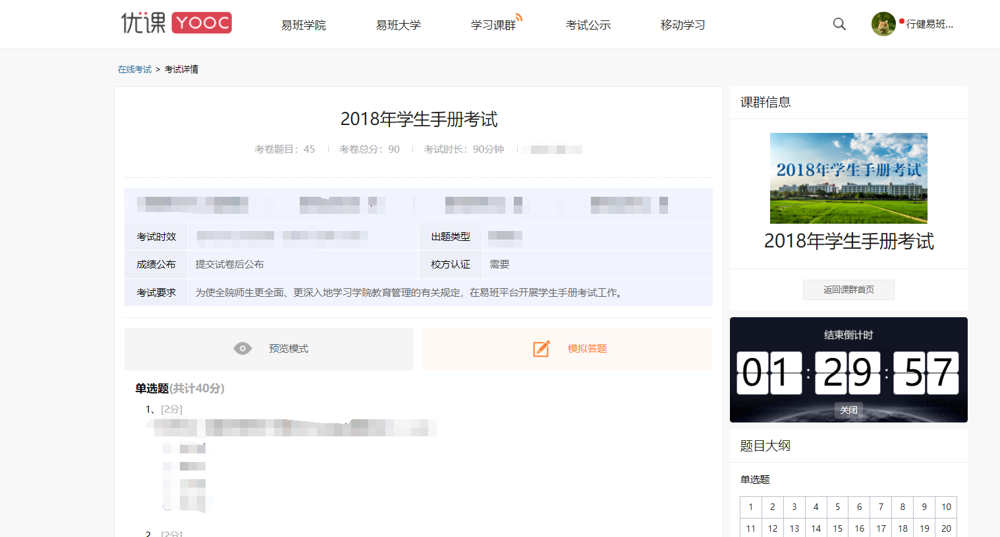 优课 YOOC 易班学院 易班大学 学习课群 考试公示 移动学习 行健易班...
在线考试 > 考试详情
2018年学生手册考试
考卷题目：45 考卷总分：90 考试时长：90分钟
考试时效 出题类型
成绩公布 提交试卷后公布 校方认证 需要
考试要求 为使全院师生更全面、更深入地学习学院教育管理的有关规定，在易班平台开展学生手册考试工作。
预览模式 模拟答题
单选题(共计40分)
1、[2分]
2、[2分]
课群信息
2018年学生手册考试
2018年学生手册考试
返回课群首页
结束倒计时
01 : 29 : 57
关闭
题目大纲
单选题
1 2 3 4 5 6 7 8 9 10
11 12 13 14 15 16 17 18 19 20